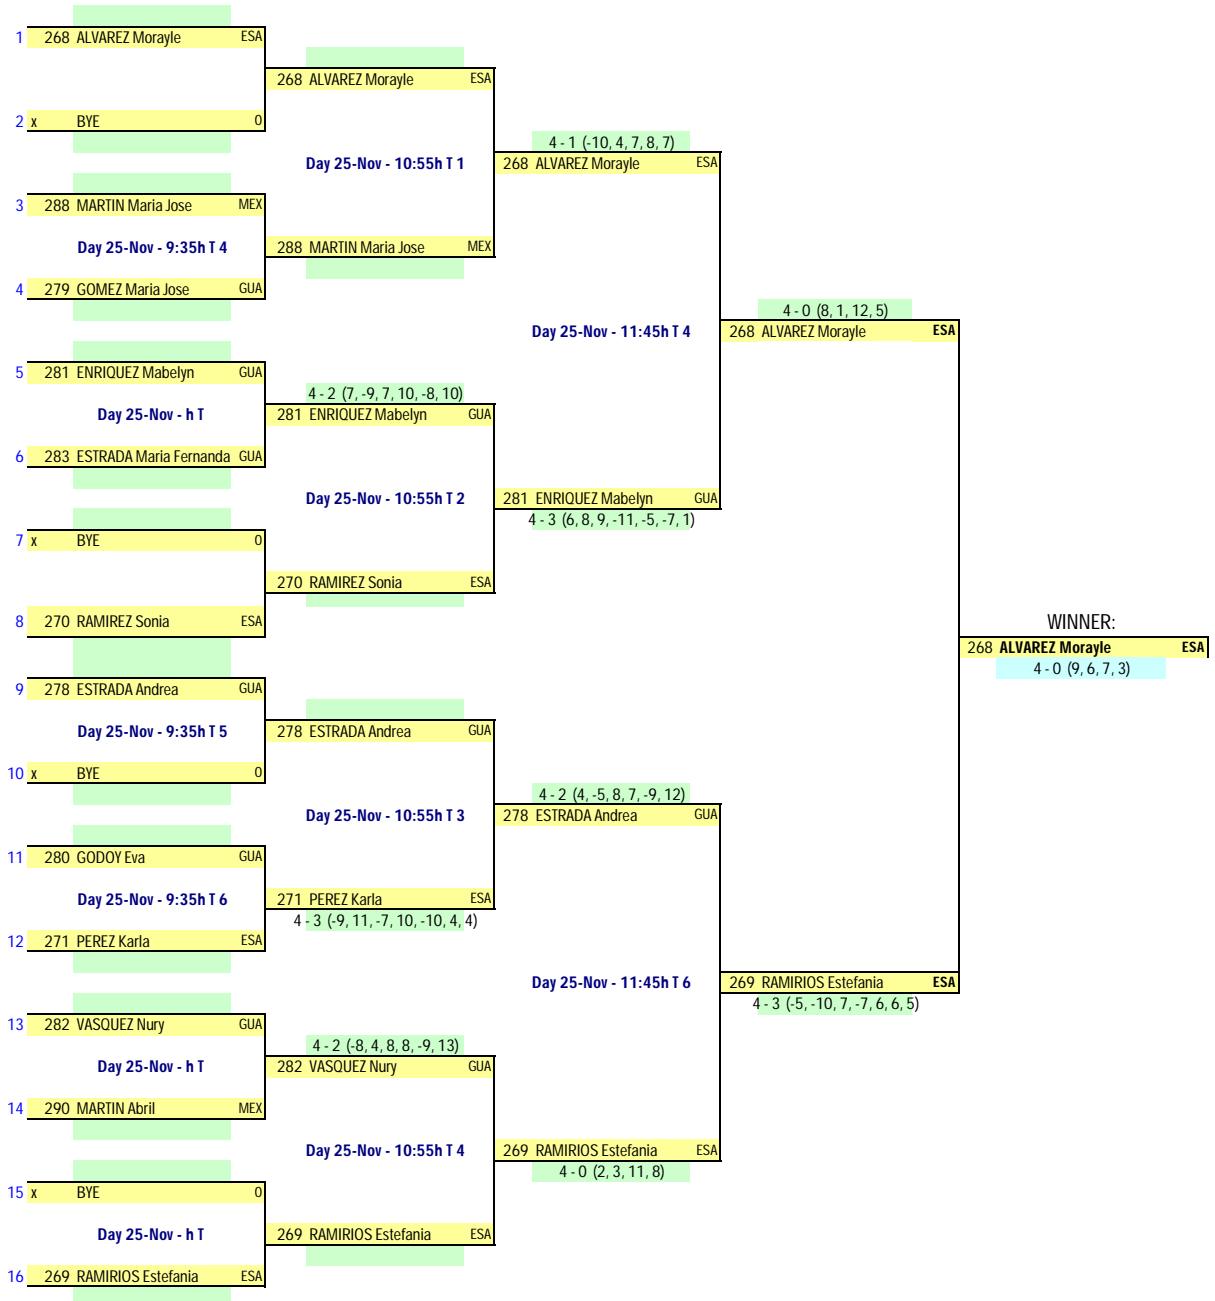 1 268 ALVAREZ Morayle ESA
268 ALVAREZ Morayle ESA
2 x BYE 0
4 - 1 (-10, 4, 7, 8, 7)
Day 25-Nov - 10:55h T 1
268 ALVAREZ Morayle ESA
3 288 MARTIN Maria Jose MEX
Day 25-Nov - 9:35h T 4
288 MARTIN Maria Jose MEX
4 279 GOMEZ Maria Jose GUA
4 - 0 (8, 1, 12, 5)
Day 25-Nov - 11:45h T 4
268 ALVAREZ Morayle ESA
5 281 ENRIQUEZ Mabelyn GUA
4 - 2 (7, -9, 7, 10, -8, 10)
Day 25-Nov - h T
281 ENRIQUEZ Mabelyn GUA
6 283 ESTRADA Maria Fernanda GUA
Day 25-Nov - 10:55h T 2
281 ENRIQUEZ Mabelyn GUA
4 - 3 (6, 8, 9, -11, -5, -7, 1)
7 x BYE 0
270 RAMIREZ Sonia ESA
8 270 RAMIREZ Sonia ESA
WINNER:
268 ALVAREZ Morayle ESA
4 - 0 (9, 6, 7, 3)
9 278 ESTRADA Andrea GUA
Day 25-Nov - 9:35h T 5
278 ESTRADA Andrea GUA
10 x BYE 0
4 - 2 (4, -5, 8, 7, -9, 12)
Day 25-Nov - 10:55h T 3
278 ESTRADA Andrea GUA
11 280 GODOY Eva GUA
Day 25-Nov - 9:35h T 6
271 PEREZ Karla ESA
4 - 3 (-9, 11, -7, 10, -10, 4, 4)
12 271 PEREZ Karla ESA
Day 25-Nov - 11:45h T 6
269 RAMIRIOS Estefania ESA
4 - 3 (-5, -10, 7, -7, 6, 6, 5)
13 282 VASQUEZ Nury GUA
4 - 2 (-8, 4, 8, 8, -9, 13)
Day 25-Nov - h T
282 VASQUEZ Nury GUA
14 290 MARTIN Abril MEX
Day 25-Nov - 10:55h T 4
269 RAMIRIOS Estefania ESA
4 - 0 (2, 3, 11, 8)
15 x BYE 0
Day 25-Nov - h T
269 RAMIRIOS Estefania ESA
16 269 RAMIRIOS Estefania ESA